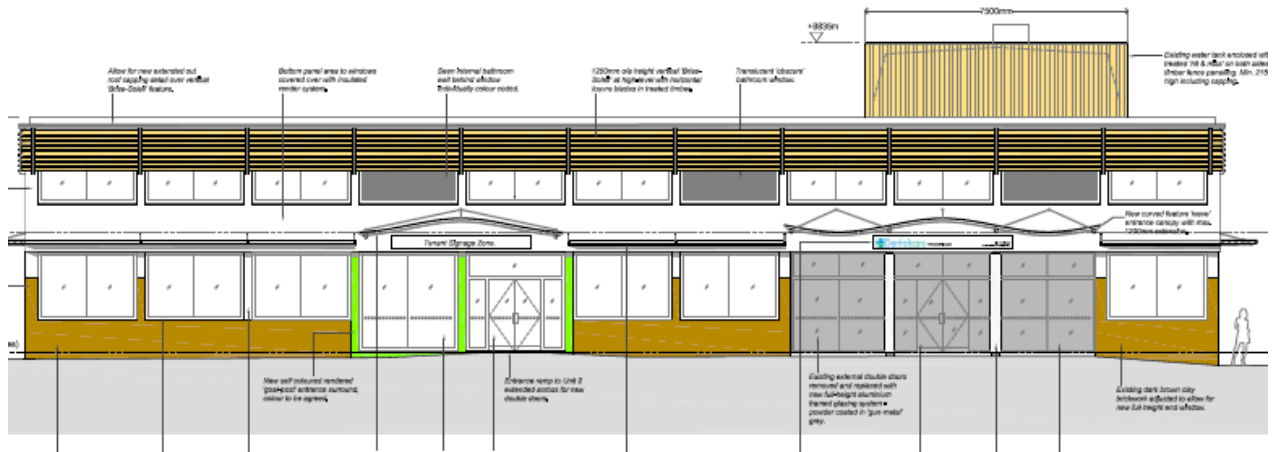 7500mm
+8835m
Existing water tank enclosed with
treated 'hit & miss' on both sides
timber fence panelling. Min. 215
high including capping.
Allow for new extended out
roof capping detail over vertical
'Brise-Soleil' feature.
Bottom panel area to windows
covered over with insulated
render system.
Seen internal bathroom
wall behind window
individually colour coded.
1250mm o/a height vertical 'Brise-
Soleil' at high-level with horizontal
louvre blades in treated timber.
Translucent 'obscure'
bathroom window.
New curved feature 'wave'
entrance canopy with max.
1200mm extension.
Tenant Signage Zone.
New self coloured rendered
'goal-post' entrance surround,
colour to be agreed.
Entrance ramp to Unit 2
extended across for new
double doors.
Existing external double doors
removed and replaced with
new full-height aluminium
framed glazing system -
powder coated in 'gun metal'
grey.
Existing dark brown clay
brickwork adjusted to allow for
new full height end window.